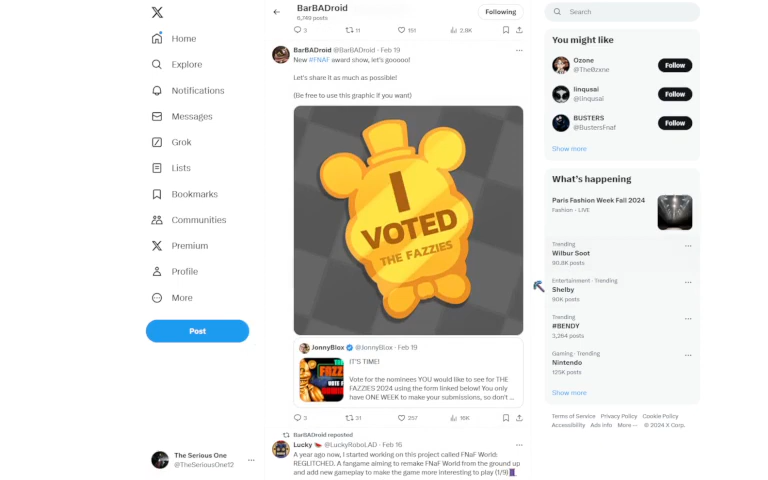 BarBADroid
6,749 posts
Following
Search
3
11
151
2.8K
Home
Explore
Notifications
Messages
Grok
Lists
Bookmarks
Communities
Premium
Profile
More
Post
The Serious One
@TheSeriousOne12
BarBADroid @BarBADroid · Feb 19
New #FNAF award show, let's gooooo!
Let's share it as much as possible!
(Be free to use this graphic if you want)
I
VOTED
THE FAZZIES
JonnyBlox @JonnyBlox · Feb 19
IT'S TIME!
Vote for the nominees YOU would like to see for THE
FAZZIES 2024 using the form linked below! You only
have ONE WEEK to make your submissions, so don't ...
3
31
257
16K
BarBADroid reposted
Lucky @LuckyRoboLAD · Feb 16
A year ago now, I started working on this project called FNaF World:
REGLITCHED. A fangame aiming to remake FNaF World from the ground up
and add new gameplay to make the game more interesting to play (1/9)
You might like
Ozone
@The0zxne
Follow
linqusai
@linqusai
Follow
BUSTERS
@BustersFnaf
Follow
Show more
What's happening
Paris Fashion Week Fall 2024
Fashion · LIVE
Trending
Wilbur Soot
90.8K posts
Entertainment · Trending
Shelby
90K posts
Trending
#BENDY
3,264 posts
Gaming · Trending
Nintendo
125K posts
Show more
Terms of Service Privacy Policy Cookie Policy
Accessibility Ads info More ··· © 2024 X Corp.